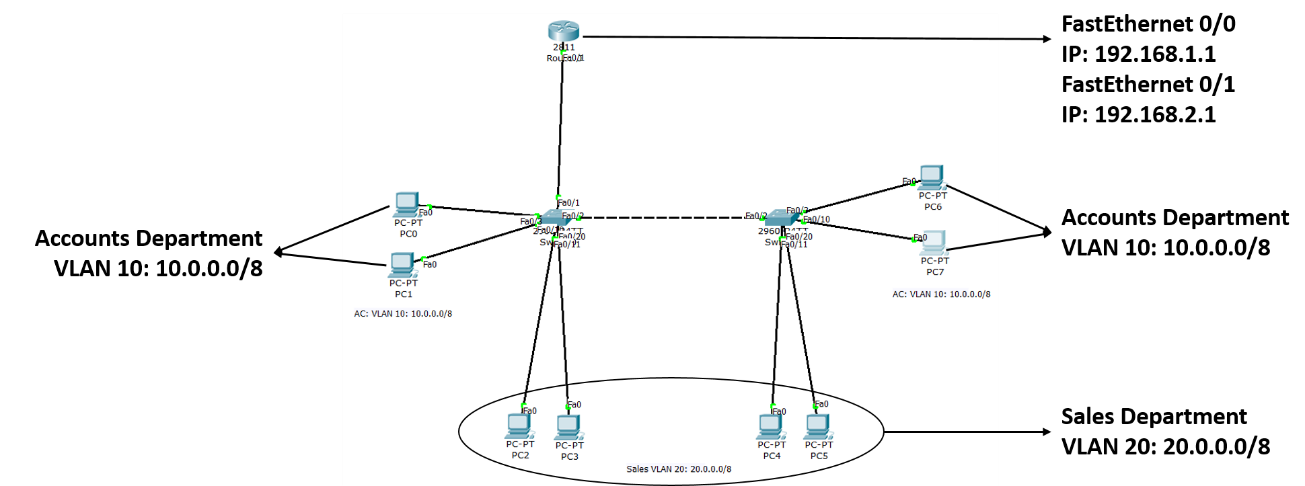 FastEthernet 0/0
IP: 192.168.1.1
FastEthernet 0/1
IP: 192.168.2.1
2811
Fa0/1
Fa0/1
Fa0/2
Fa0/20
Fa0/11
Fa0/2
Fa0/10
Fa0/20
Fa0/11
Fa0
PC-PT
PC0
Fa0
PC-PT
PC1
AC: VLAN 10: 10.0.0.0/8
Accounts Department
VLAN 10: 10.0.0.0/8
Fa0
PC-PT
PC6
Fa0
PC-PT
PC7
AC: VLAN 10: 10.0.0.0/8
Accounts Department
VLAN 10: 10.0.0.0/8
Fa0
PC-PT
PC2
Fa0
PC-PT
PC3
Fa0
PC-PT
PC4
Fa0
PC-PT
PC5
Sales VLAN 20: 20.0.0.0/8
Sales Department
VLAN 20: 20.0.0.0/8